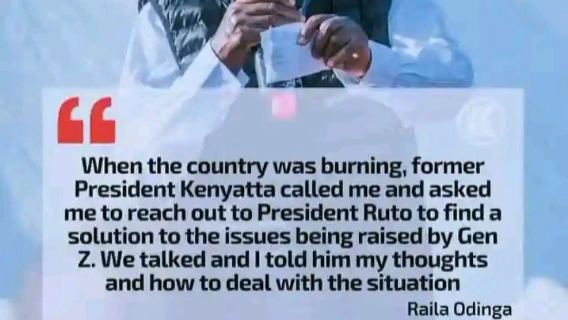 When the country was burning, former
President Kenyatta called me and asked
me to reach out to President Ruto to find a
solution to the issues being raised by Gen
Z. We talked and I told him my thoughts
and how to deal with the situation
Raila Odinga